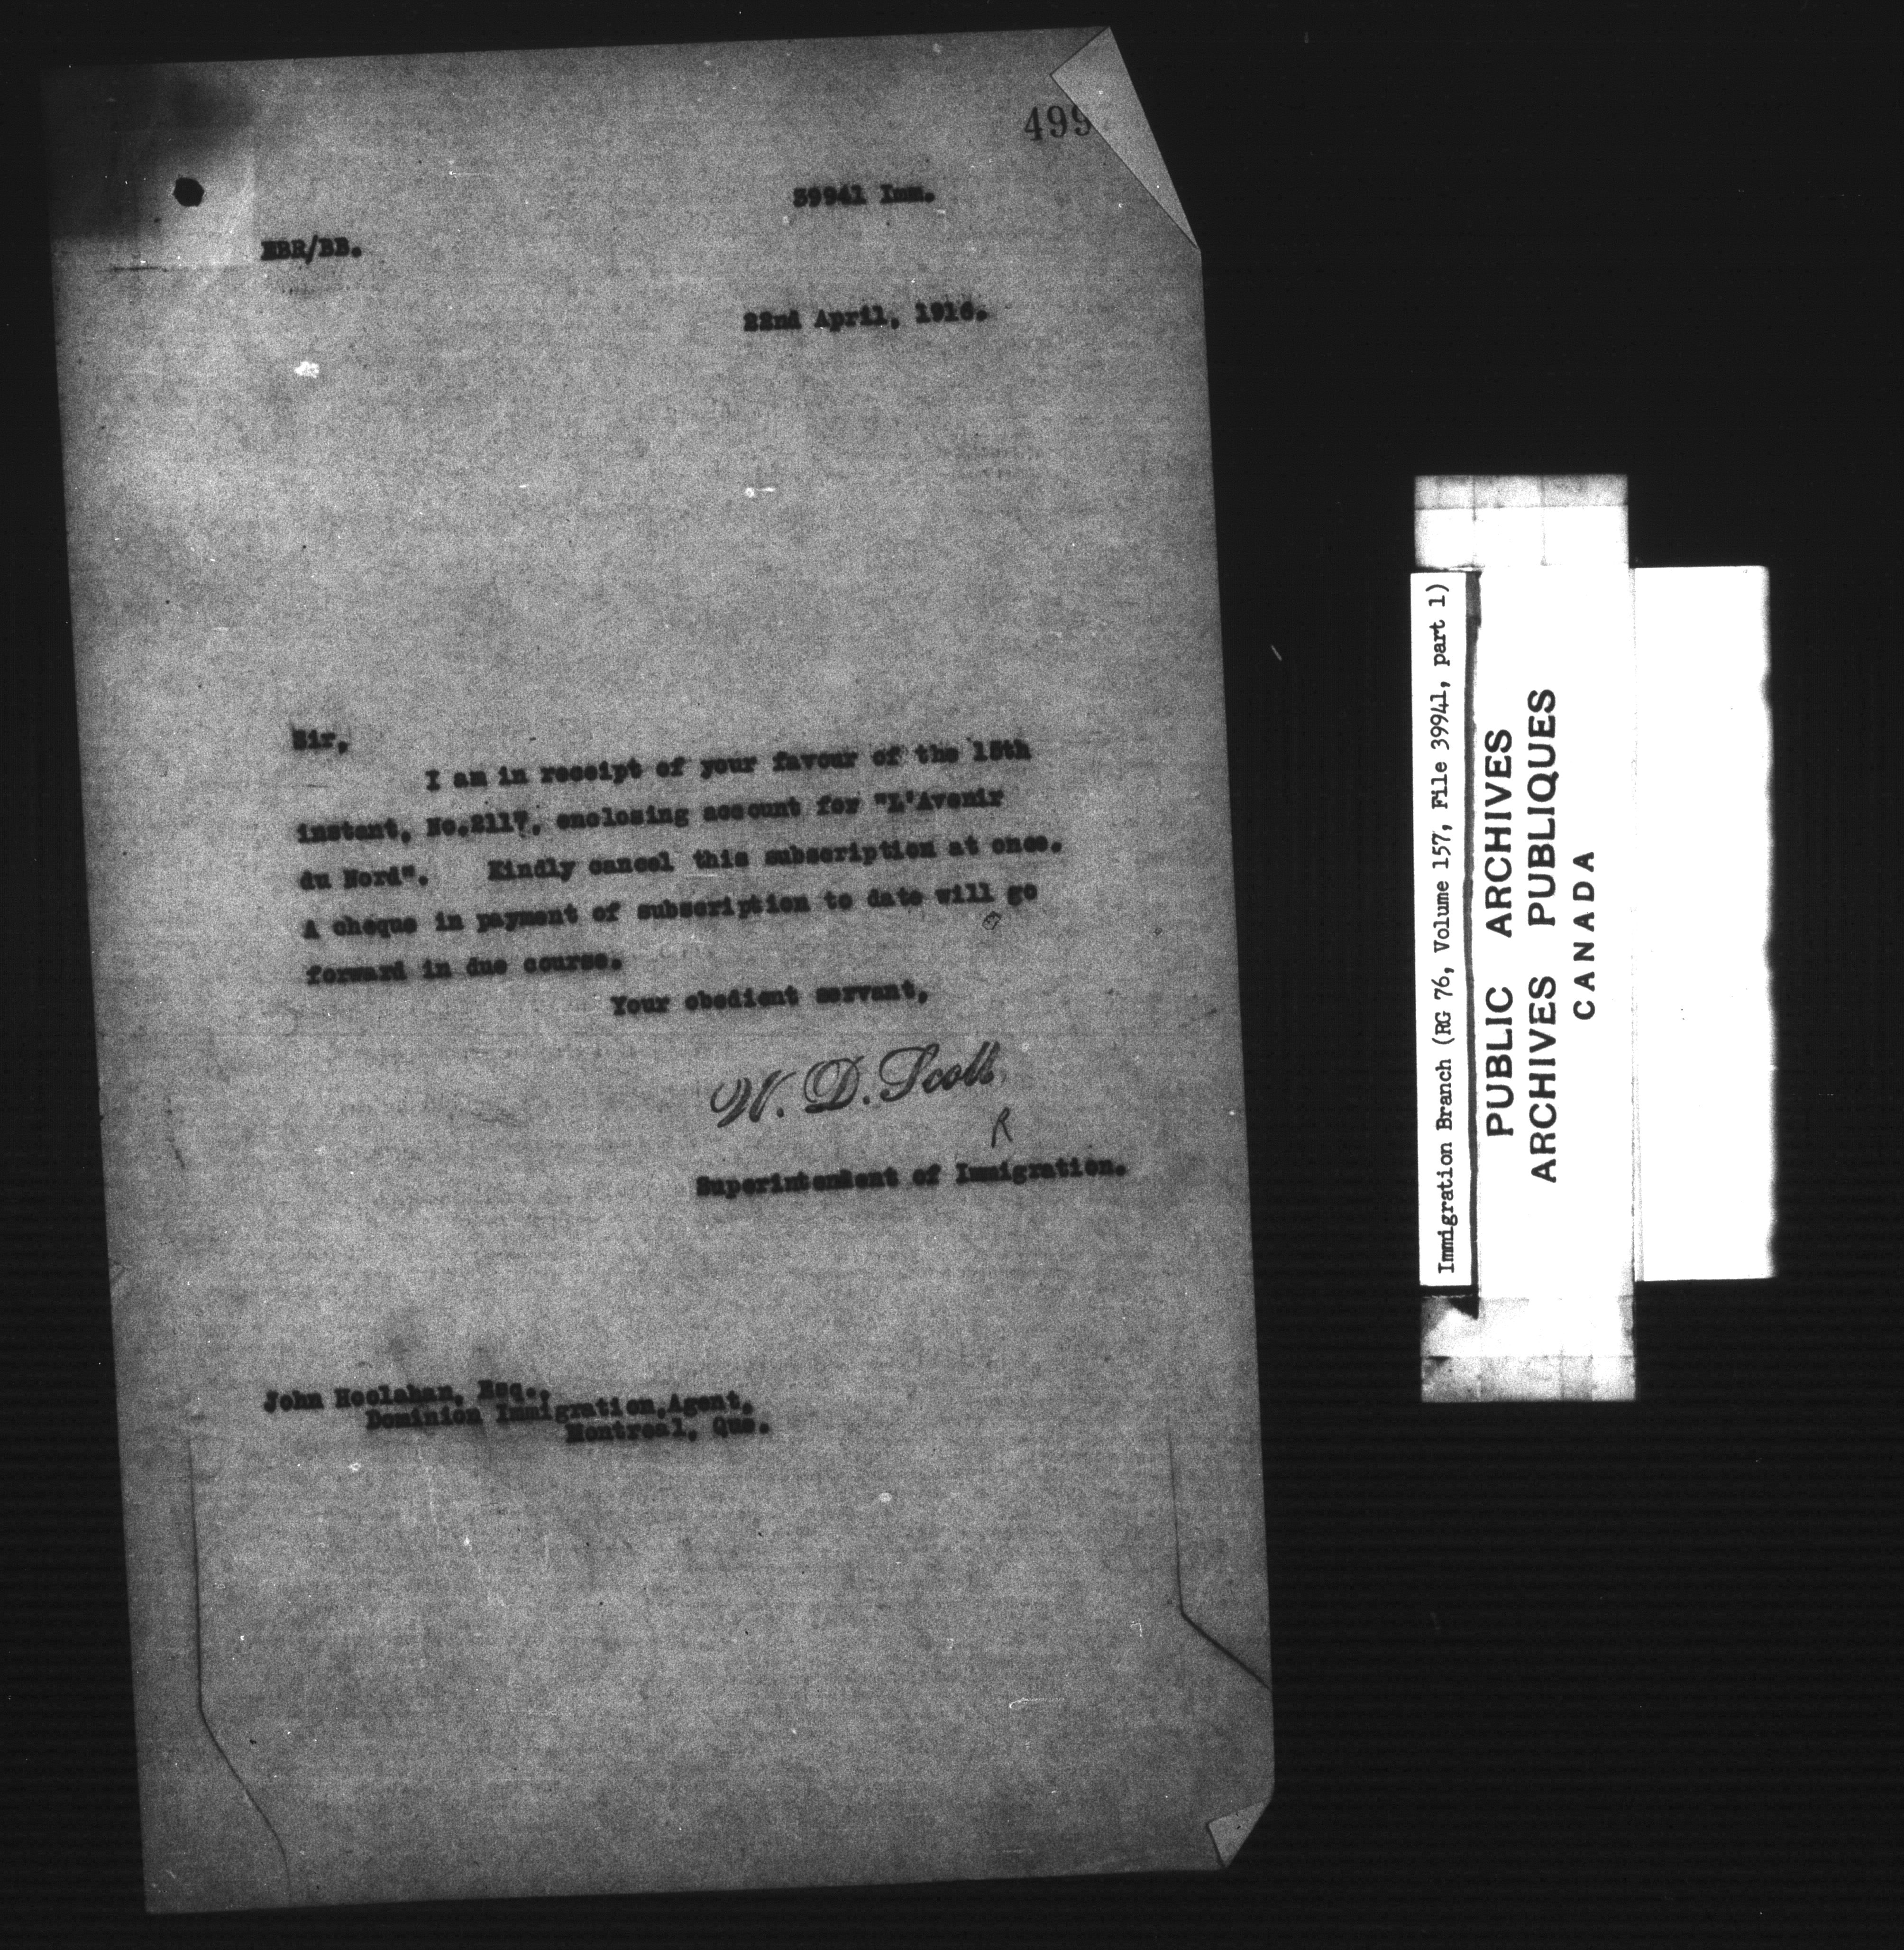 499
39941 Imm.
EBR/BB.
22nd April, 1916.
Sir,
I am in receipt of your favour of the 15th
instant, No.2117, enclosing account for "L'Avenir
du Nord". Kindly cancel this subscription at once.
A cheque in payment of subscription to date will go
forward in due course.
Your obedient servant,
W. D. Scott
R
Superintendent of Immigration.
John Hoolahan, Esq.,
Dominion Immigration Agent,
Montreal, Que.
Immigration Branch (RG 76, Volume 157, File 39941, part 1)
PUBLIC ARCHIVES
ARCHIVES PUBLIQUES
CANADA